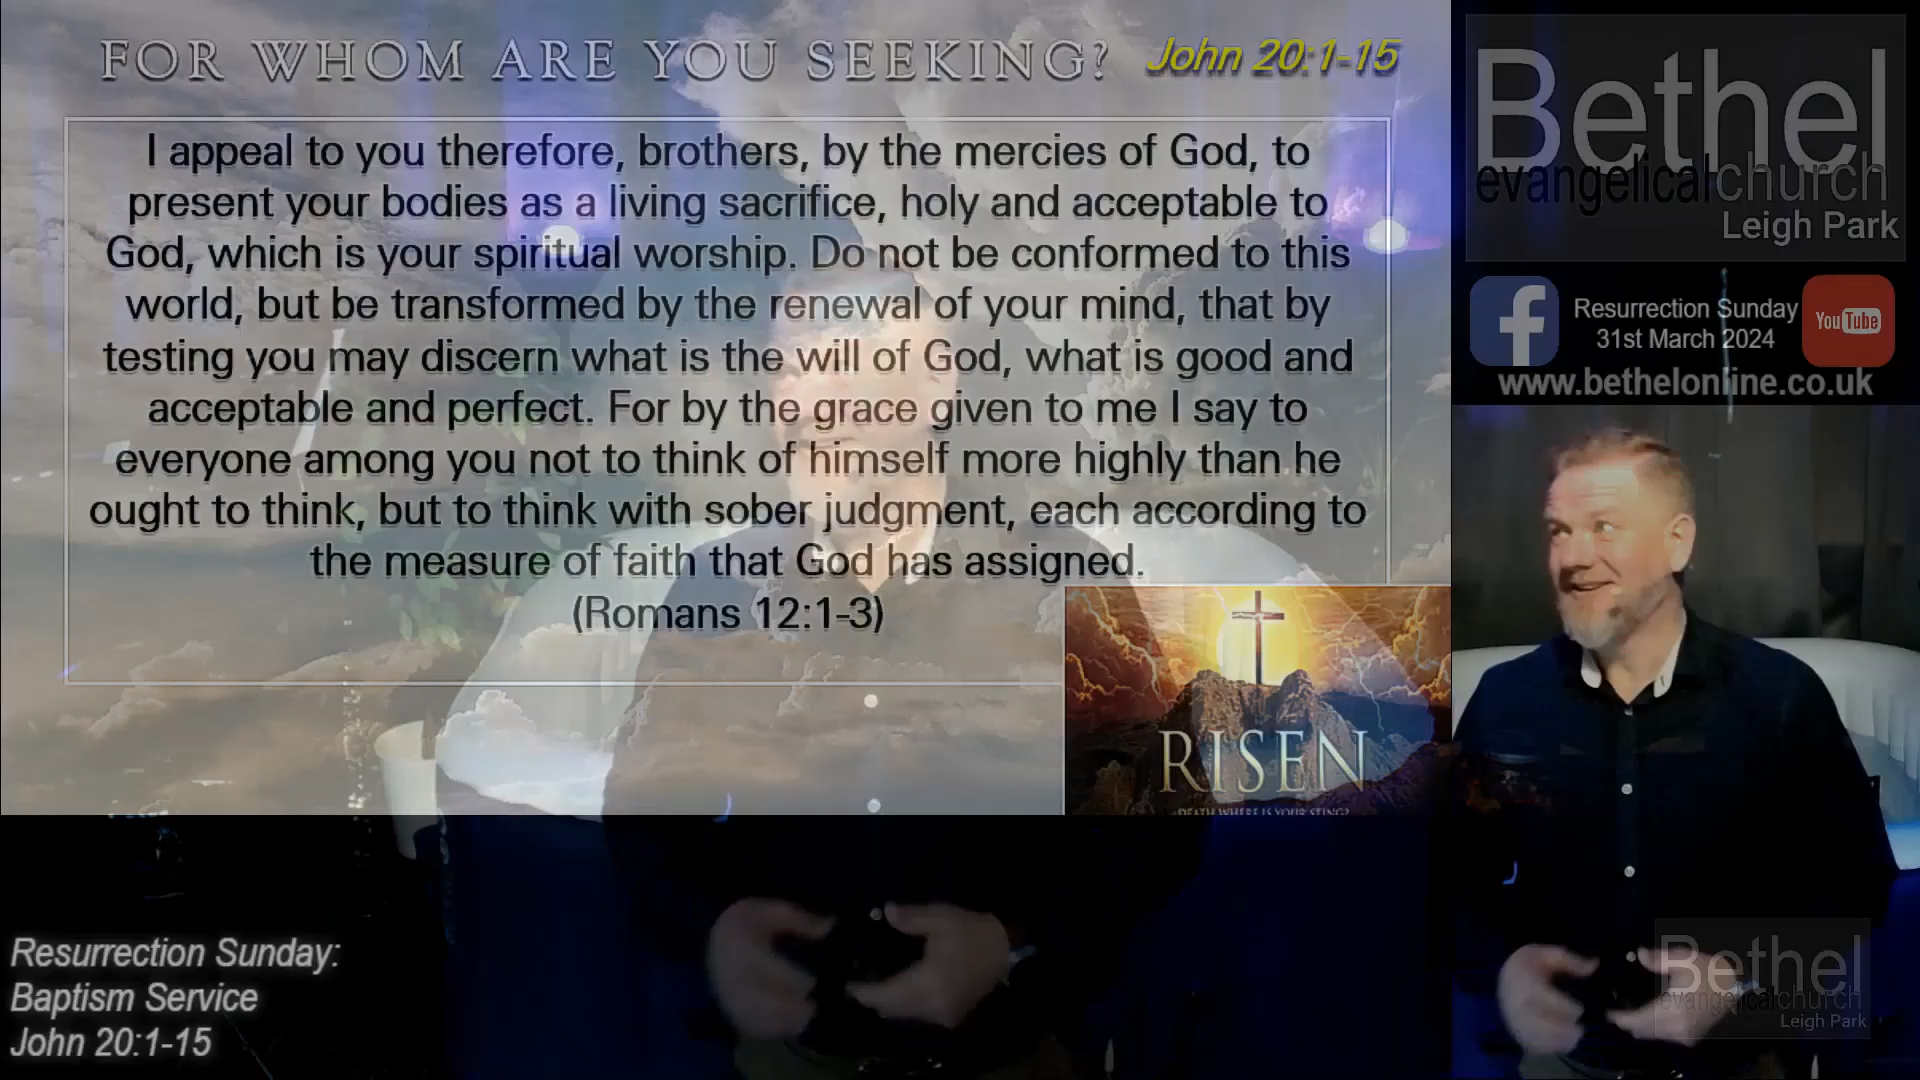 FOR WHOM ARE YOU SEEKING? John 20:1-15
I appeal to you therefore, brothers, by the mercies of God, to
present your bodies as a living sacrifice, holy and acceptable to
God, which is your spiritual worship. Do not be conformed to this
world, but be transformed by the renewal of your mind, that by
testing you may discern what is the will of God, what is good and
acceptable and perfect. For by the grace given to me I say to
everyone among you not to think of himself more highly than he
ought to think, but to think with sober judgment, each according to
the measure of faith that God has assigned.
(Romans 12:1-3)
RISEN
DEATH WHERE IS YOUR STING?
Bethel
evangelicalchurch
Leigh Park
f
Resurrection Sunday
31st March 2024
YouTube
www.bethelonline.co.uk
Resurrection Sunday:
Baptism Service
John 20:1-15
Bethel
evangelicalchurch
Leigh Park